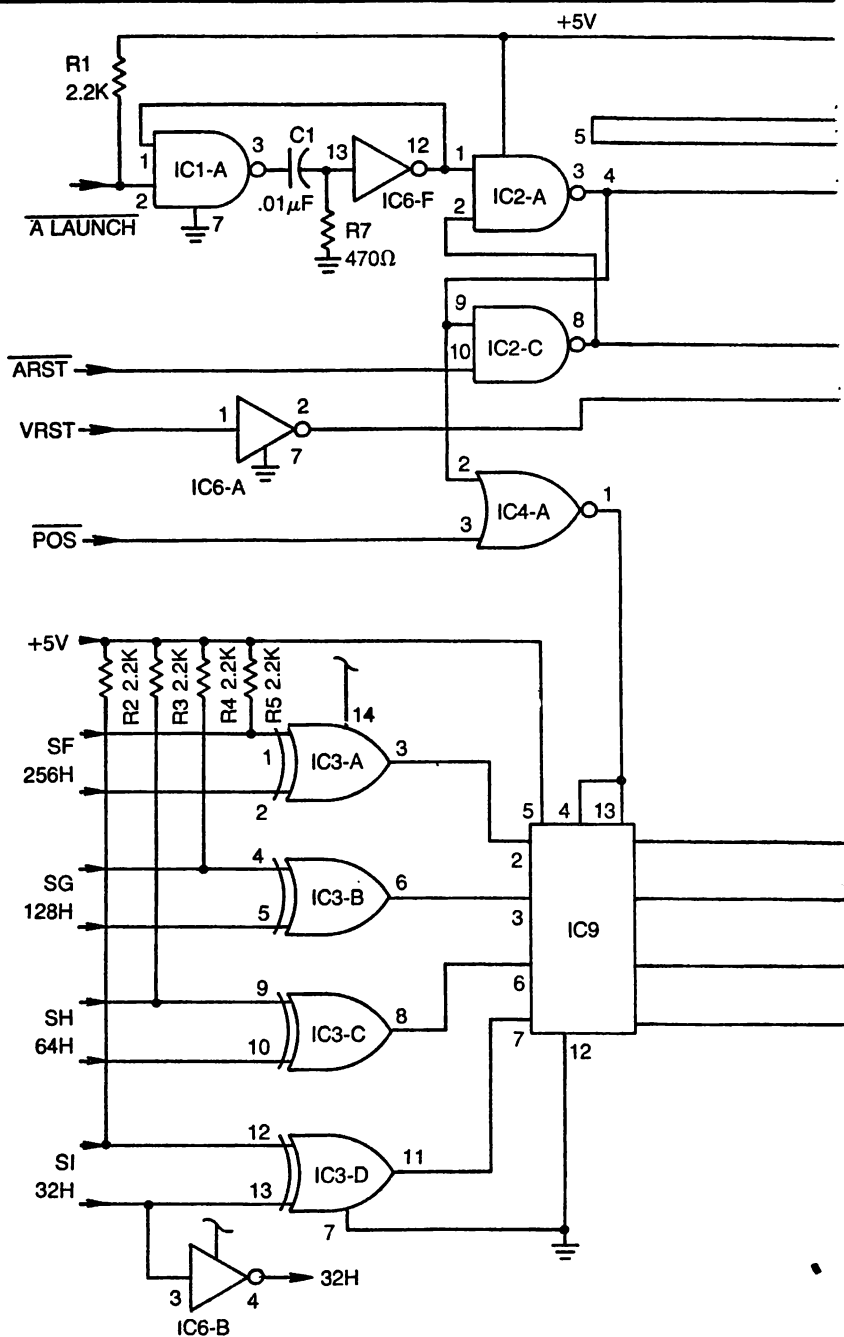 +5V
R1
2.2K
5
3
C1
13
12
1
3
4
1
IC1-A
IC2-A
2
7
.01μF
IC6-F
2
A LAUNCH
R7
470Ω
9
8
10
IC2-C
ARST
1
2
VRST
7
IC6-A
2
1
IC4-A
3
POS
+5V
R2 2.2K
R3 2.2K
R4 2.2K
R5 2.2K
14
SF
1
IC3-A
3
256H
2
5
4
13
2
4
6
SG
IC3-B
3
128H
5
IC9
9
6
SH
8
IC3-C
7
64H
10
12
12
SI
IC3-D
11
32H
13
7
32H
3
4
IC6-B